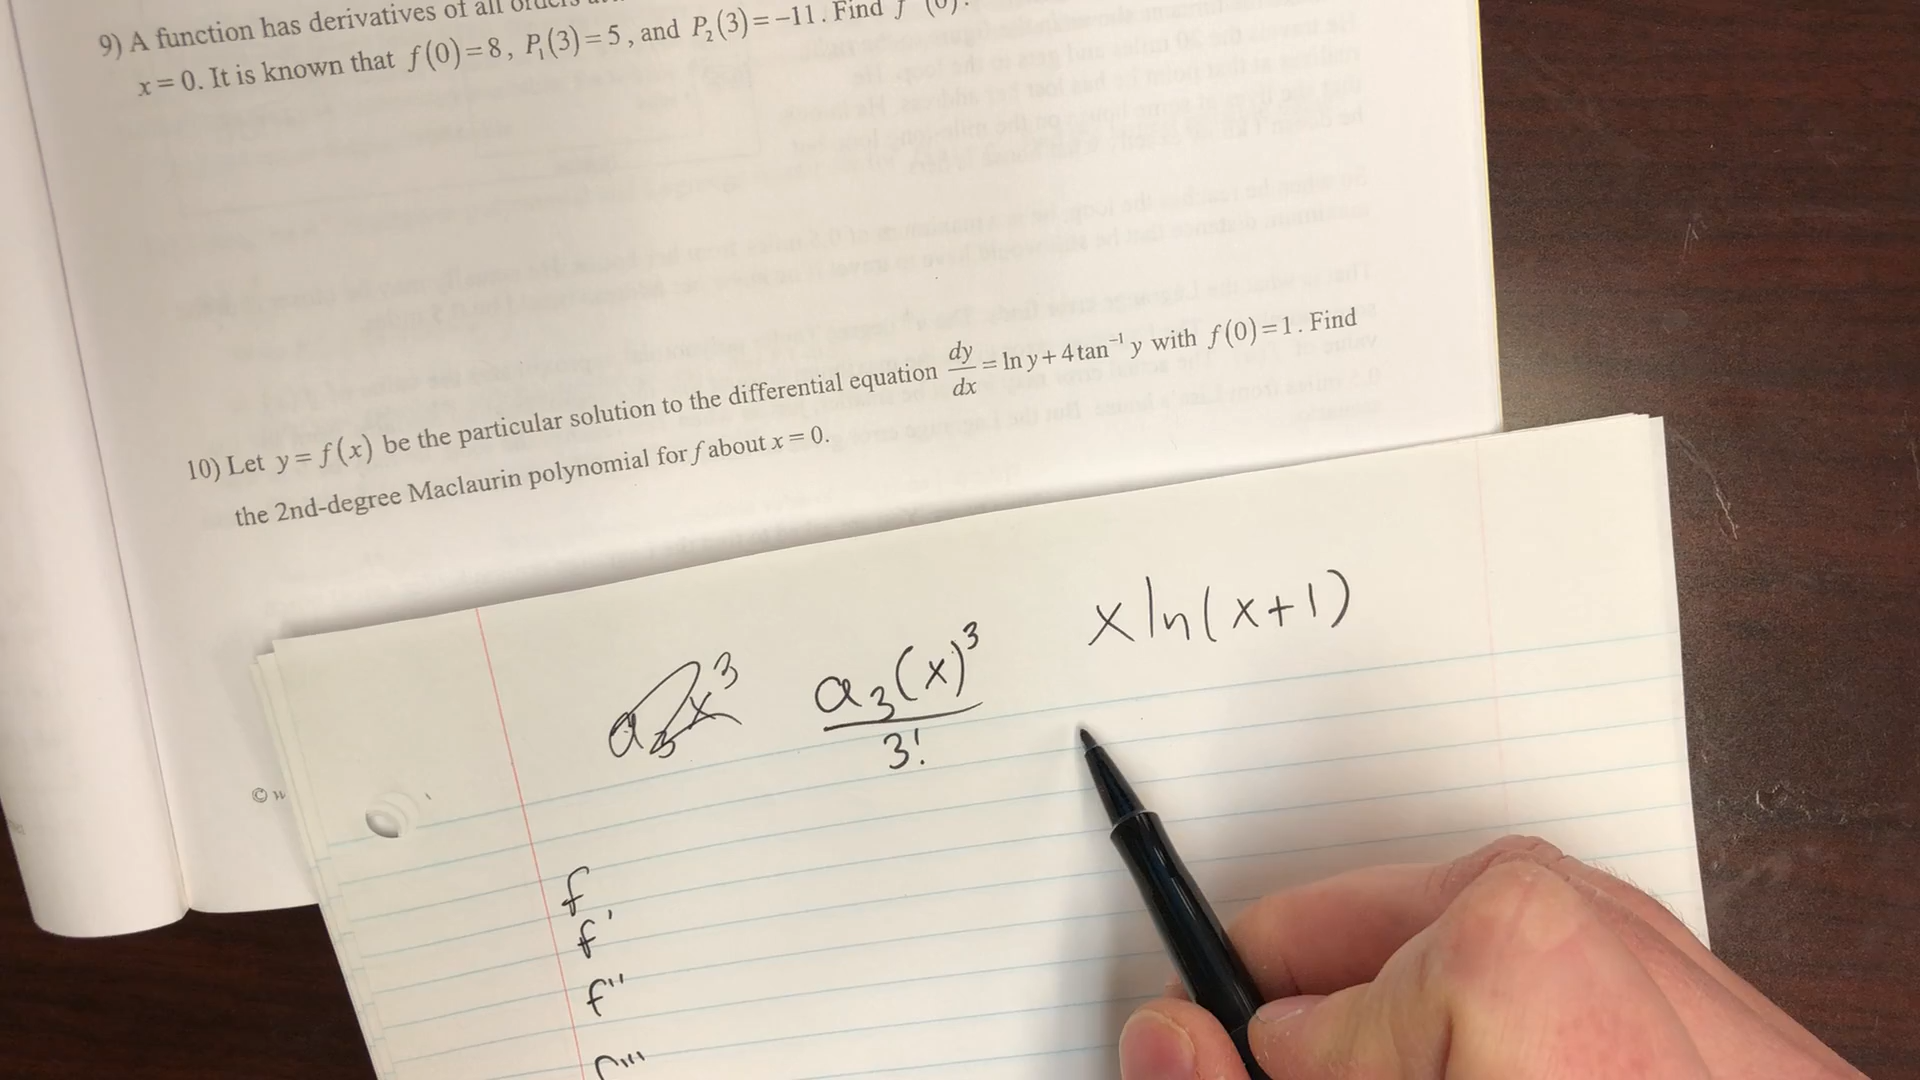 9) A function has derivatives of all orders
x = 0. It is known that f(0)=8, P₁(3)=5, and P₂(3)=−11. Find f (0).
10) Let y = f(x) be the particular solution to the differential equation dy/dx = ln y + 4 tan⁻¹ y with f(0)=1. Find
the 2nd-degree Maclaurin polynomial for f about x = 0.
a₃(x)³/3! x ln(x+1)
©
f
f'
f''
f'''